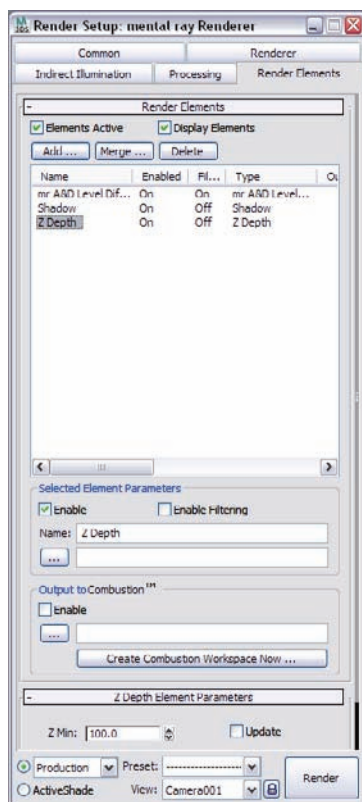 Render Setup: mental ray Renderer
Common Renderer
Indirect Illumination Processing Render Elements
- Render Elements
Elements Active Display Elements
Add ... Merge ... Delete
Name Enabled Fil... Type Ou
mr A&D Level Dif... On On mr A&D Level...
Shadow On Off Shadow
Z Depth On Off Z Depth
Selected Element Parameters
Enable Enable Filtering
Name: Z Depth
...
Output to Combustion™
Enable
...
Create Combustion Workspace Now ...
- Z Depth Element Parameters
Z Min: 100.0 Update
Production Preset: --------------------
ActiveShade View: Camera001 Render